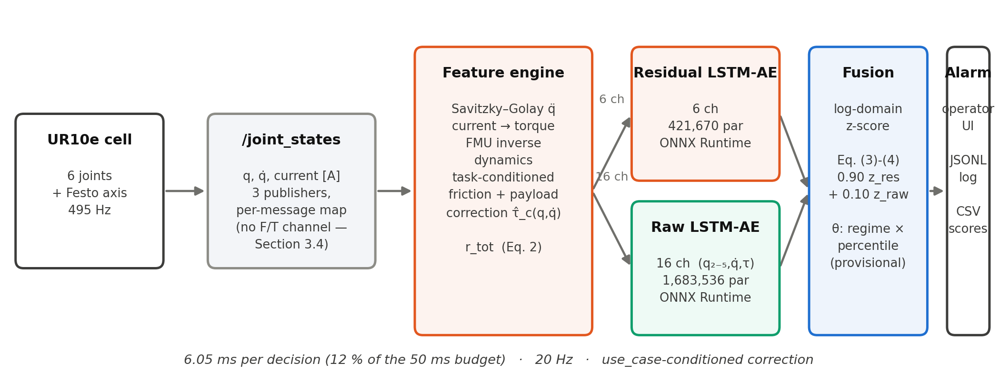 UR10e cell
6 joints
+ Festo axis
495 Hz
/joint_states
q, q̇, current [A]
3 publishers,
per-message map
(no F/T channel —
Section 3.4)
Feature engine
Savitzky–Golay q̈
current → torque
FMU inverse
dynamics
task-conditioned
friction + payload
correction τ̂_c(q,q̇)
r_tot (Eq. 2)
6 ch
16 ch
Residual LSTM-AE
6 ch
421,670 par
ONNX Runtime
Raw LSTM-AE
16 ch (q₂₋₅,q̇,τ)
1,683,536 par
ONNX Runtime
Fusion
log-domain
z-score
Eq. (3)-(4)
0.90 z_res
+ 0.10 z_raw
θ: regime ×
percentile
(provisional)
Alarm
operator
UI
JSONL
log
CSV
scores
6.05 ms per decision (12 % of the 50 ms budget) · 20 Hz · use_case-conditioned correction